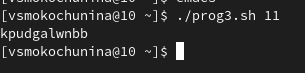 [vsmokochunina@10 ~]$ ./prog3.sh 11
kpudgalwnbb
[vsmokochunina@10 ~]$